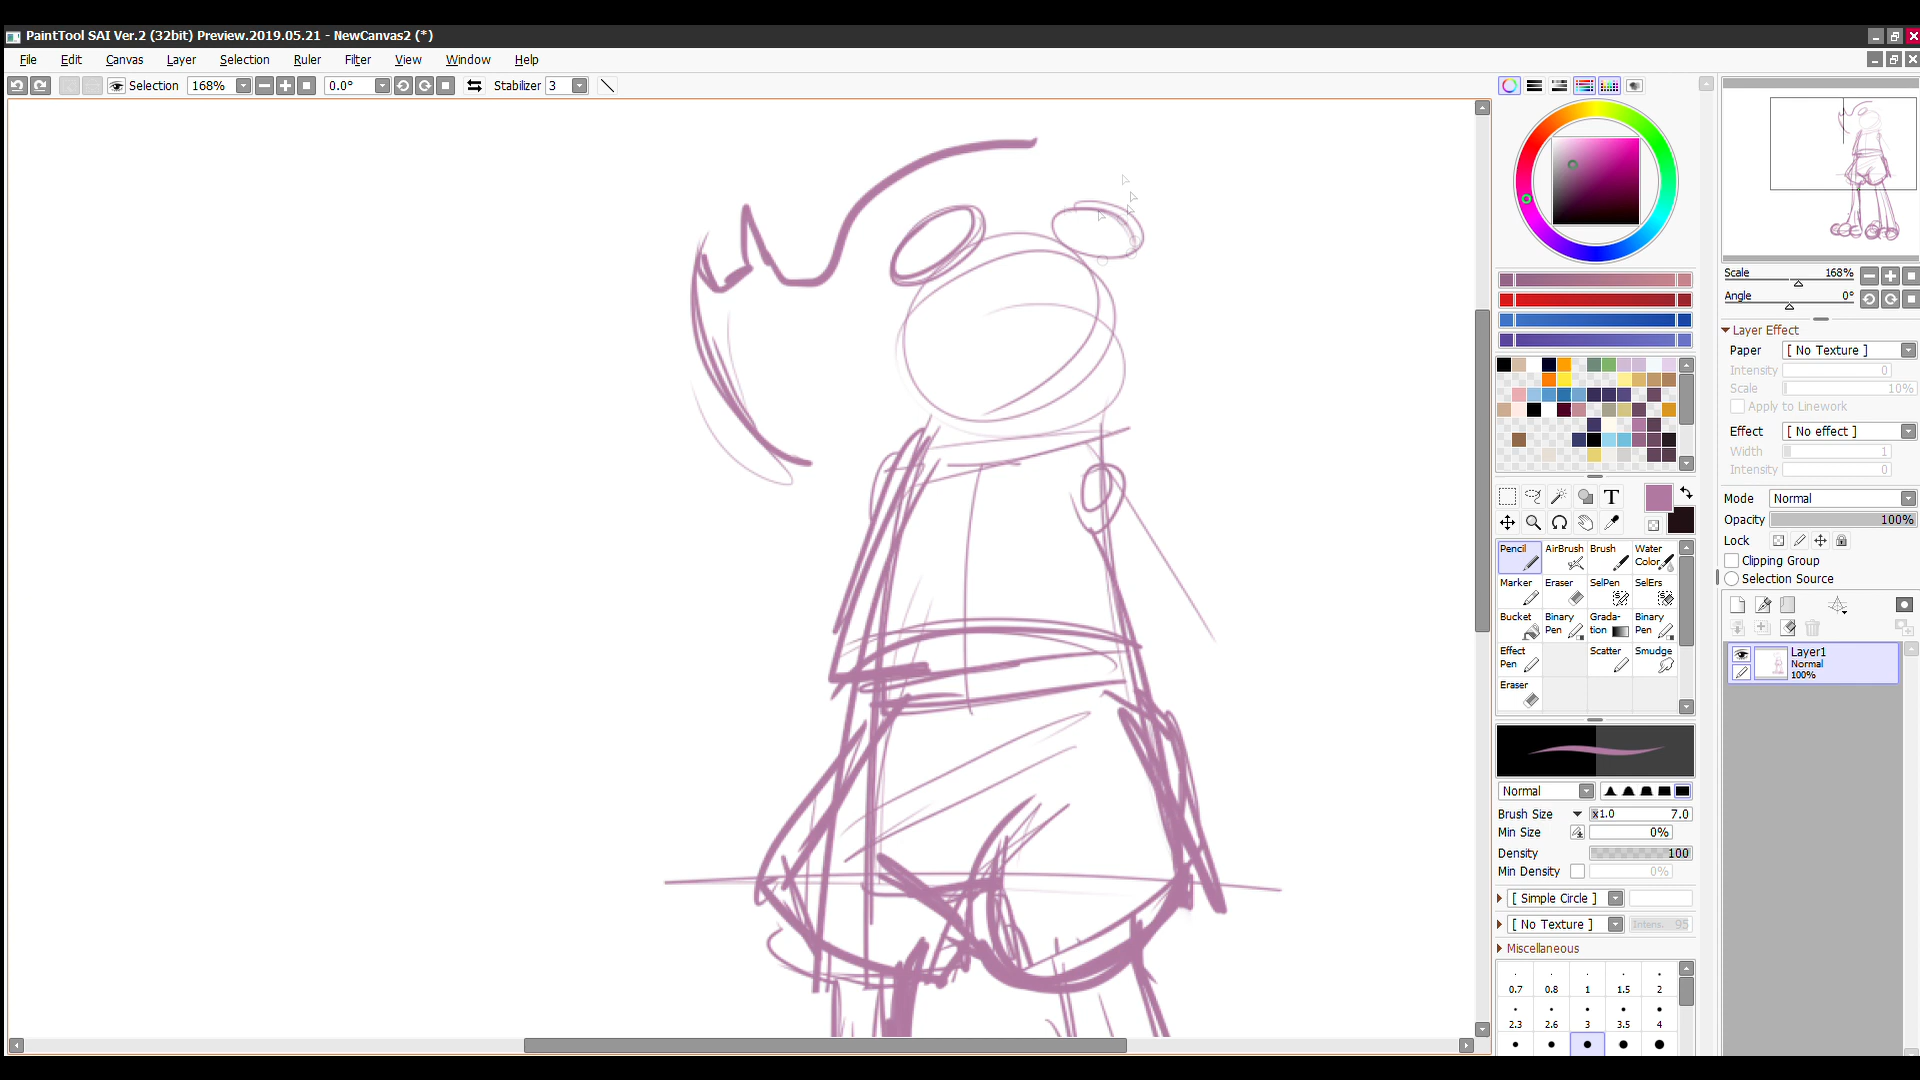 PaintTool SAI Ver.2 (32bit) Preview.2019.05.21 - NewCanvas2 (*)
File Edit Canvas Layer Selection Ruler Filter View Window Help
Selection 168% 0.0° Stabilizer 3
Scale 168%
Angle 0°
Layer Effect
Paper [ No Texture ]
Intensity 0
Scale 10%
Apply to Linework
Effect [ No effect ]
Width 1
Intensity 0
Mode Normal
Opacity 100%
Lock
Clipping Group
Selection Source
Layer1
Normal
100%
T
Pencil AirBrush Brush Water Color
Marker Eraser SelPen SelErs
Bucket Binary Pen Grada-tion Binary Pen
Effect Pen Scatter Smudge
Eraser
Normal
Brush Size x1.0 7.0
Min Size 0%
Density 100
Min Density 0%
[ Simple Circle ]
[ No Texture ] Intens. 95
Miscellaneous
0.7 0.8 1 1.5 2
2.3 2.6 3 3.5 4